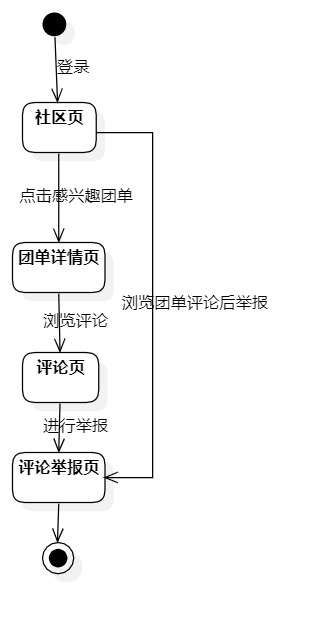 登录
社区页
点击感兴趣团单
团单详情页
浏览团单评论后举报
浏览评论
评论页
进行举报
评论举报页